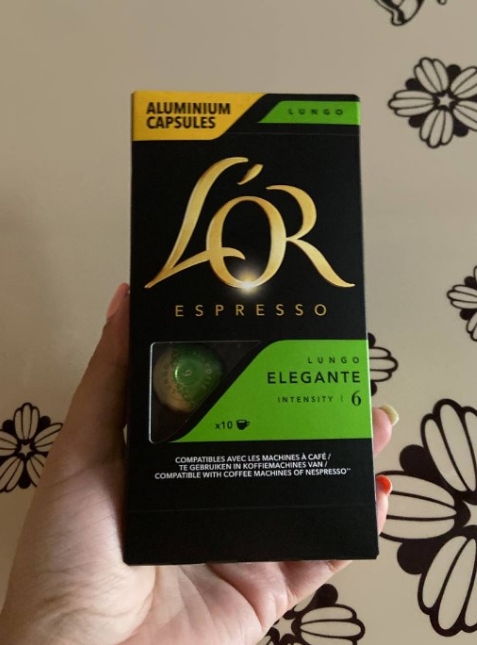 ALUMINIUM
CAPSULES
LUNGO
L'OR
ESPRESSO
LUNGO
ELEGANTE
INTENSITY | 6
x10
COMPATIBLES AVEC LES MACHINES À CAFÉ /
TE GEBRUIKEN IN KOFFIEMACHINES VAN /
COMPATIBLE WITH COFFEE MACHINES OF NESPRESSO™